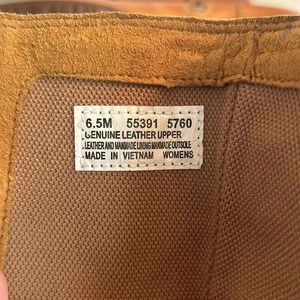 6.5M 55391 5760
GENUINE LEATHER UPPER
LEATHER AND MANMADE LINING MANMADE OUTSOLE
MADE IN VIETNAM WOMENS